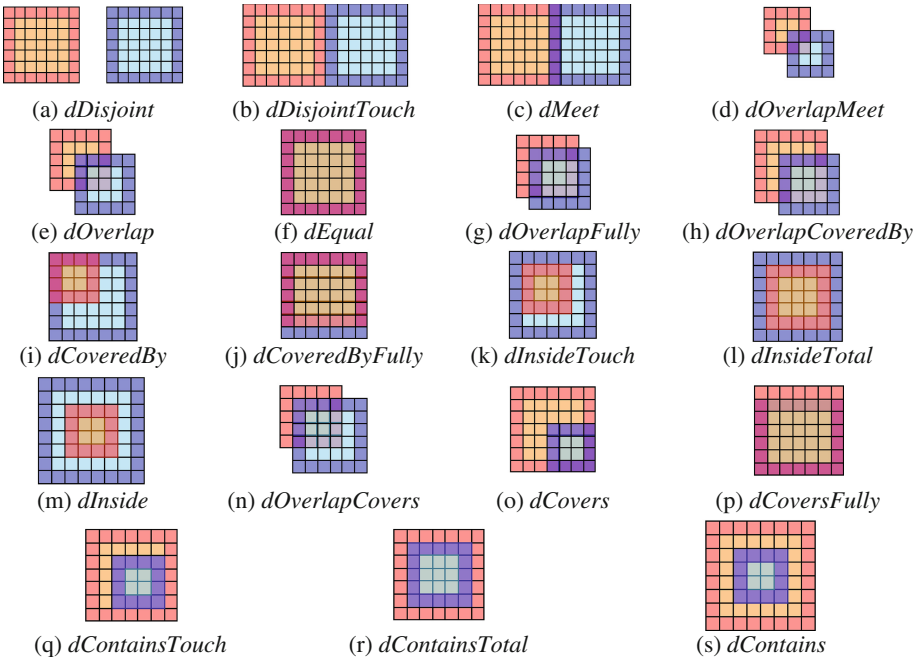 (a) dDisjoint
(b) dDisjointTouch
(c) dMeet
(d) dOverlapMeet
(e) dOverlap
(f) dEqual
(g) dOverlapFully
(h) dOverlapCoveredBy
(i) dCoveredBy
(j) dCoveredByFully
(k) dInsideTouch
(l) dInsideTotal
(m) dInside
(n) dOverlapCovers
(o) dCovers
(p) dCoversFully
(q) dContainsTouch
(r) dContainsTotal
(s) dContains